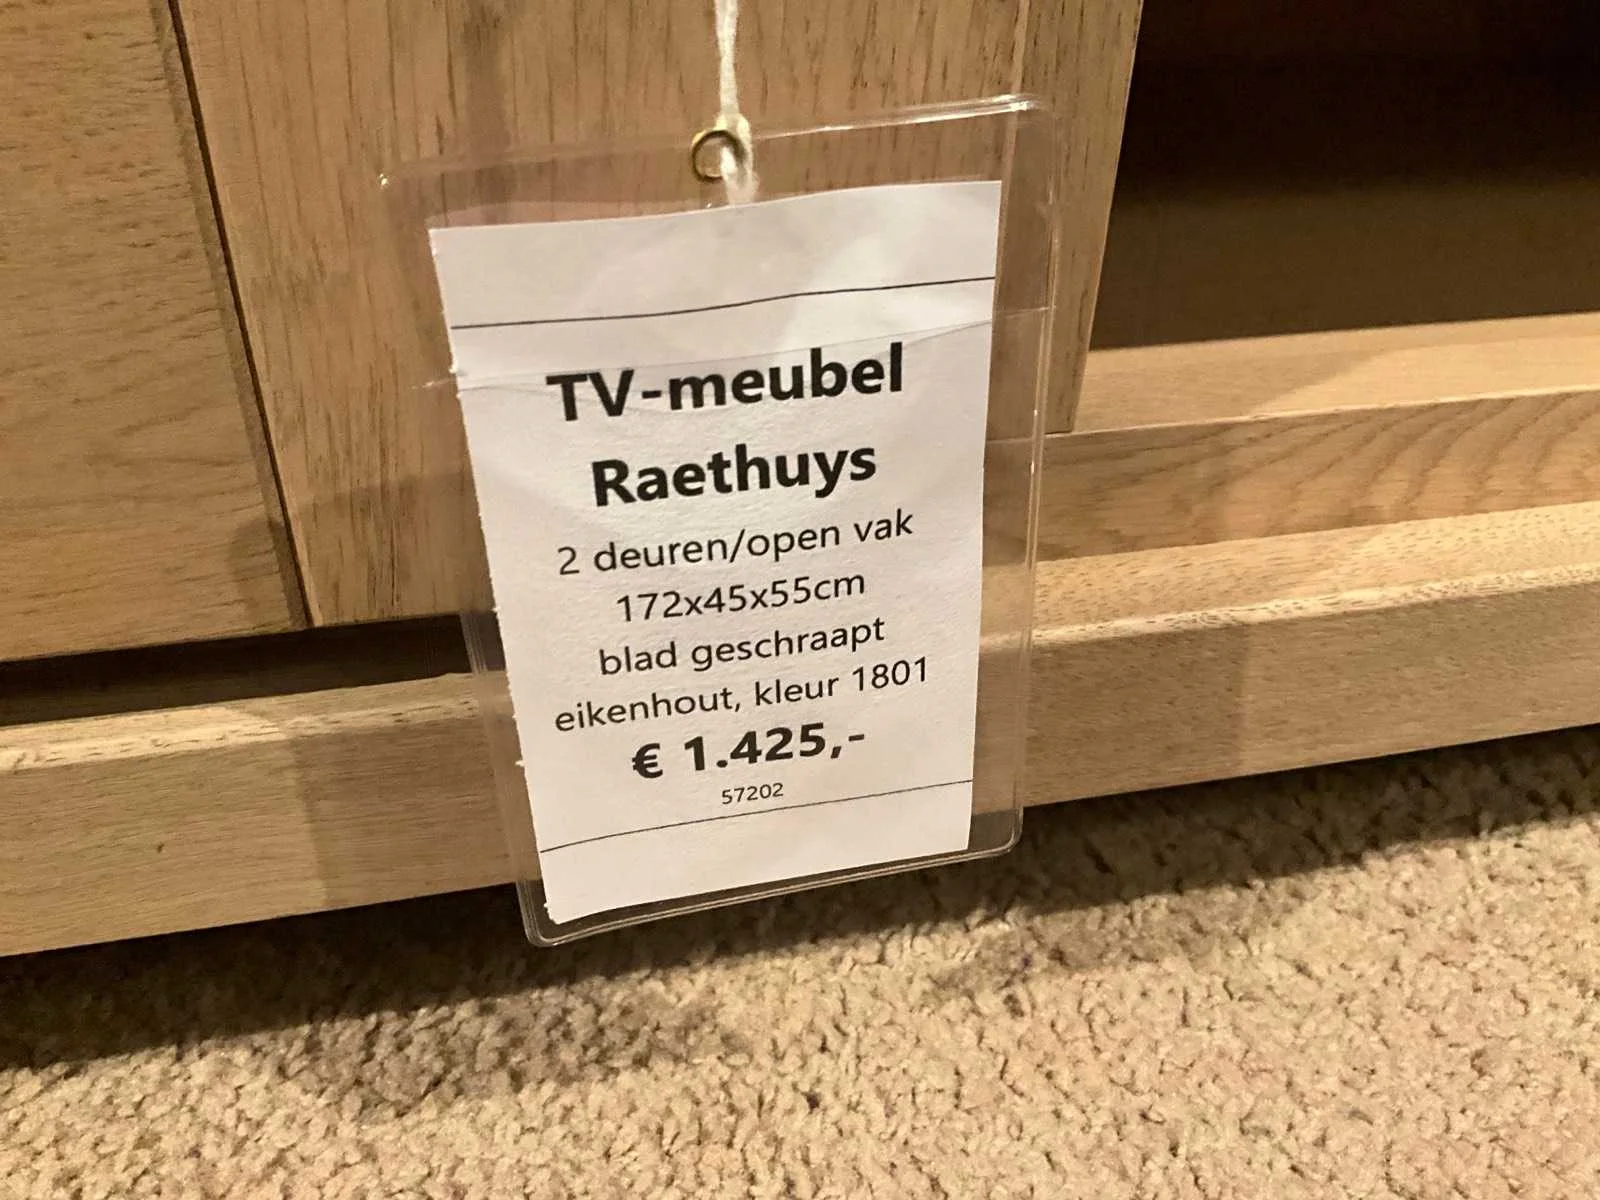 TV-meubel
Raethuys
2 deuren/open vak
172x45x55cm
blad geschraapt
eikenhout, kleur 1801
€ 1.425,-
57202